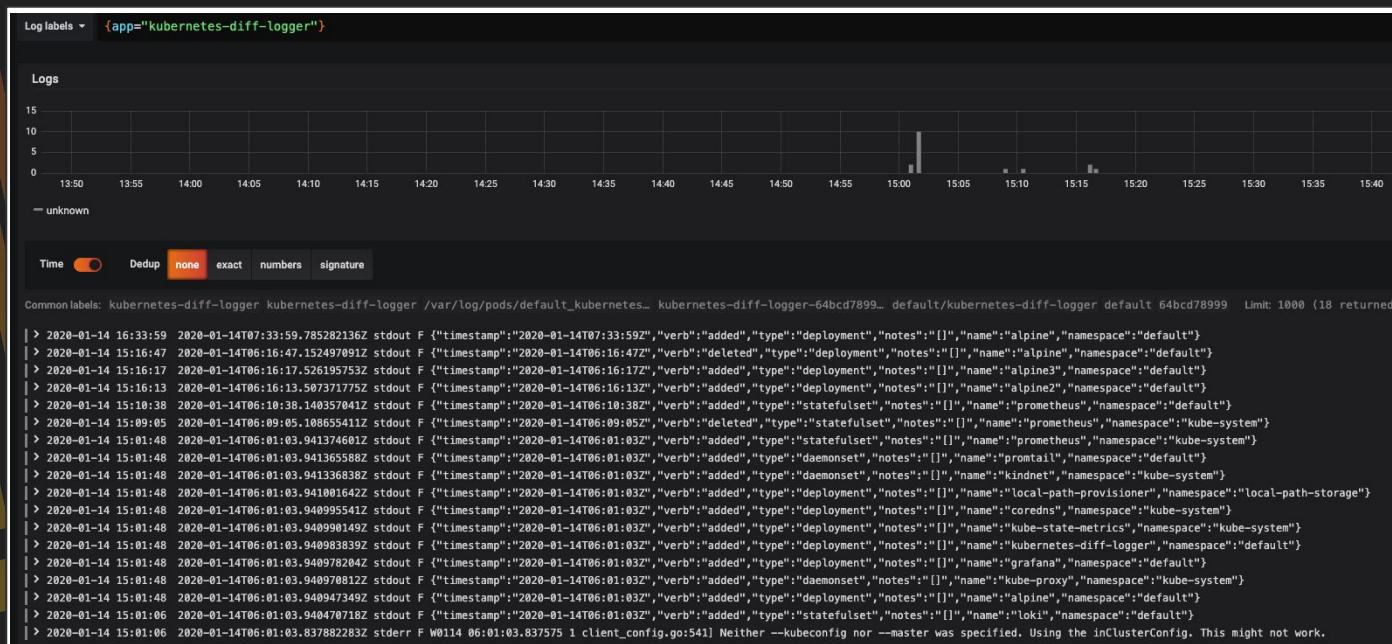 Log labels {app="kubernetes-diff-logger"}
Logs
15
10
5
0
13:50 13:55 14:00 14:05 14:10 14:15 14:20 14:25 14:30 14:35 14:40 14:45 14:50 14:55 15:00 15:05 15:10 15:15 15:20 15:25 15:30 15:35 15:40
unknown
Time Dedup none exact numbers signature
Common labels: kubernetes-diff-logger kubernetes-diff-logger /var/log/pods/default_kubernetes… kubernetes-diff-logger-64bcd7899… default/kubernetes-diff-logger default 64bcd78999 Limit: 1000 (18 returned
> 2020-01-14 16:33:59 2020-01-14T07:33:59.785282136Z stdout F {"timestamp":"2020-01-14T07:33:59Z","verb":"added","type":"deployment","notes":"[]","name":"alpine","namespace":"default"}
> 2020-01-14 15:16:47 2020-01-14T06:16:47.152497091Z stdout F {"timestamp":"2020-01-14T06:16:47Z","verb":"deleted","type":"deployment","notes":"[]","name":"alpine","namespace":"default"}
> 2020-01-14 15:16:17 2020-01-14T06:16:17.526195753Z stdout F {"timestamp":"2020-01-14T06:16:17Z","verb":"added","type":"deployment","notes":"[]","name":"alpine3","namespace":"default"}
> 2020-01-14 15:16:13 2020-01-14T06:16:13.507371775Z stdout F {"timestamp":"2020-01-14T06:16:13Z","verb":"added","type":"deployment","notes":"[]","name":"alpine2","namespace":"default"}
> 2020-01-14 15:10:38 2020-01-14T06:10:38.140357041Z stdout F {"timestamp":"2020-01-14T06:10:38Z","verb":"added","type":"statefulset","notes":"[]","name":"prometheus","namespace":"default"}
> 2020-01-14 15:09:05 2020-01-14T06:09:05.108655411Z stdout F {"timestamp":"2020-01-14T06:09:05Z","verb":"deleted","type":"statefulset","notes":"[]","name":"prometheus","namespace":"kube-system"}
> 2020-01-14 15:01:48 2020-01-14T06:01:03.941374601Z stdout F {"timestamp":"2020-01-14T06:01:03Z","verb":"added","type":"statefulset","notes":"[]","name":"prometheus","namespace":"kube-system"}
> 2020-01-14 15:01:48 2020-01-14T06:01:03.941365588Z stdout F {"timestamp":"2020-01-14T06:01:03Z","verb":"added","type":"daemonset","notes":"[]","name":"promtail","namespace":"default"}
> 2020-01-14 15:01:48 2020-01-14T06:01:03.941336838Z stdout F {"timestamp":"2020-01-14T06:01:03Z","verb":"added","type":"daemonset","notes":"[]","name":"kindnet","namespace":"kube-system"}
> 2020-01-14 15:01:48 2020-01-14T06:01:03.941001642Z stdout F {"timestamp":"2020-01-14T06:01:03Z","verb":"added","type":"deployment","notes":"[]","name":"local-path-provisioner","namespace":"local-path-storage"}
> 2020-01-14 15:01:48 2020-01-14T06:01:03.940995541Z stdout F {"timestamp":"2020-01-14T06:01:03Z","verb":"added","type":"deployment","notes":"[]","name":"coredns","namespace":"kube-system"}
> 2020-01-14 15:01:48 2020-01-14T06:01:03.940990149Z stdout F {"timestamp":"2020-01-14T06:01:03Z","verb":"added","type":"deployment","notes":"[]","name":"kube-state-metrics","namespace":"kube-system"}
> 2020-01-14 15:01:48 2020-01-14T06:01:03.940983839Z stdout F {"timestamp":"2020-01-14T06:01:03Z","verb":"added","type":"deployment","notes":"[]","name":"kubernetes-diff-logger","namespace":"default"}
> 2020-01-14 15:01:48 2020-01-14T06:01:03.940978204Z stdout F {"timestamp":"2020-01-14T06:01:03Z","verb":"added","type":"deployment","notes":"[]","name":"grafana","namespace":"default"}
> 2020-01-14 15:01:48 2020-01-14T06:01:03.940970812Z stdout F {"timestamp":"2020-01-14T06:01:03Z","verb":"added","type":"daemonset","notes":"[]","name":"kube-proxy","namespace":"kube-system"}
> 2020-01-14 15:01:48 2020-01-14T06:01:03.940947349Z stdout F {"timestamp":"2020-01-14T06:01:03Z","verb":"added","type":"deployment","notes":"[]","name":"alpine","namespace":"default"}
> 2020-01-14 15:01:06 2020-01-14T06:01:03.940470718Z stdout F {"timestamp":"2020-01-14T06:01:03Z","verb":"added","type":"statefulset","notes":"[]","name":"loki","namespace":"default"}
> 2020-01-14 15:01:06 2020-01-14T06:01:03.837882283Z stderr F W0114 06:01:03.837575 1 client_config.go:541] Neither --kubeconfig nor --master was specified. Using the inClusterConfig. This might not work.